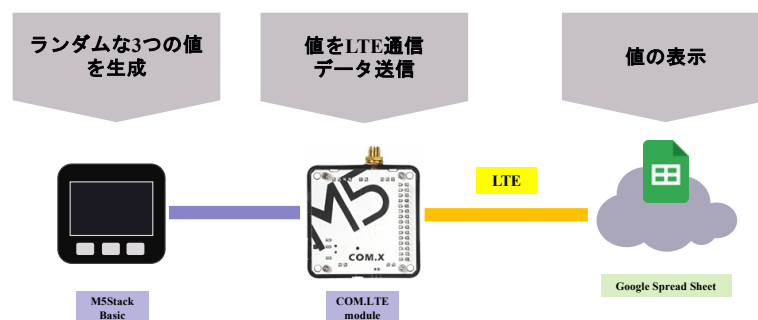 ランダムな3つの値
を生成
値をLTE通信
データ送信
値の表示
M5
COM.X
LTE
M5Stack
Basic
COM.LTE
module
Google Spread Sheet